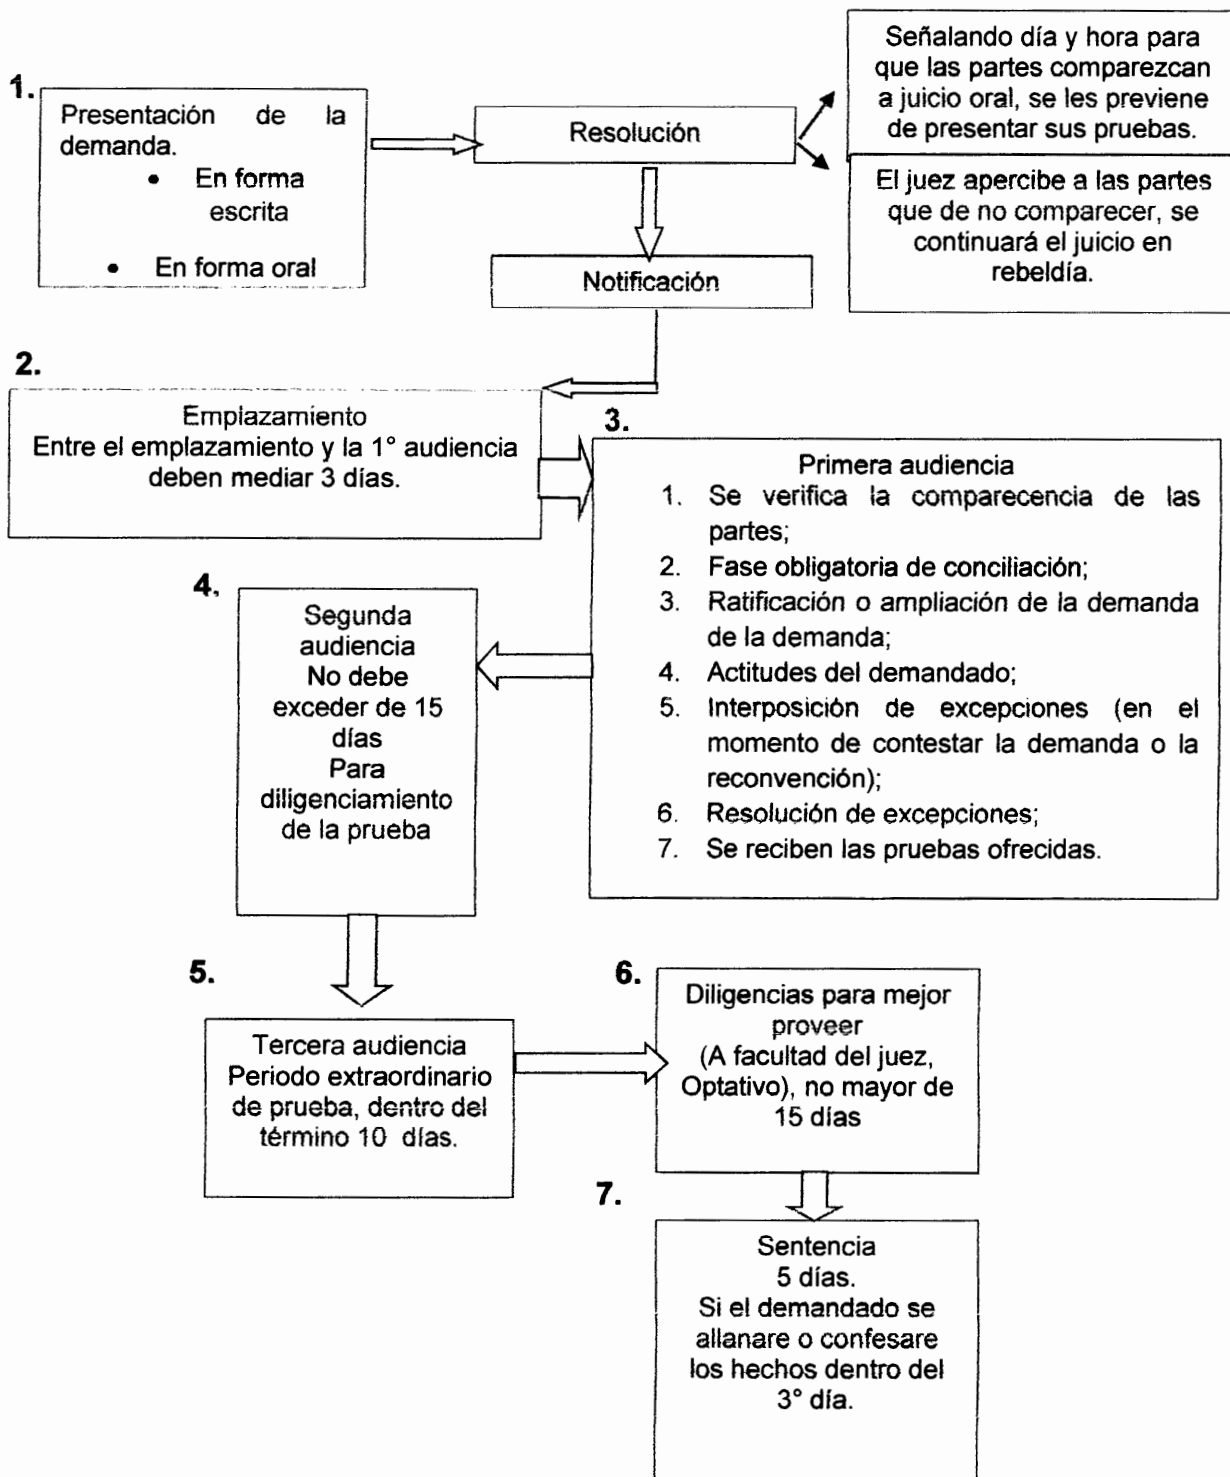 1.
Presentación de la
demanda.
• En forma
escrita
• En forma oral
Resolución
Señalando día y hora para
que las partes comparezcan
a juicio oral, se les previene
de presentar sus pruebas.
El juez apercibe a las partes
que de no comparecer, se
continuará el juicio en
rebeldía.
Notificación
2.
Emplazamiento
Entre el emplazamiento y la 1° audiencia
deben mediar 3 días.
3.
Primera audiencia
1. Se verifica la comparecencia de las
partes;
2. Fase obligatoria de conciliación;
3. Ratificación o ampliación de la demanda
de la demanda;
4. Actitudes del demandado;
5. Interposición de excepciones (en el
momento de contestar la demanda o la
reconvención);
6. Resolución de excepciones;
7. Se reciben las pruebas ofrecidas.
4.
Segunda
audiencia
No debe
exceder de 15
días
Para
diligenciamiento
de la prueba
5.
Tercera audiencia
Periodo extraordinario
de prueba, dentro del
término 10 días.
6.
Diligencias para mejor
proveer
(A facultad del juez,
Optativo), no mayor de
15 días
7.
Sentencia
5 días.
Si el demandado se
allanare o confesare
los hechos dentro del
3° día.